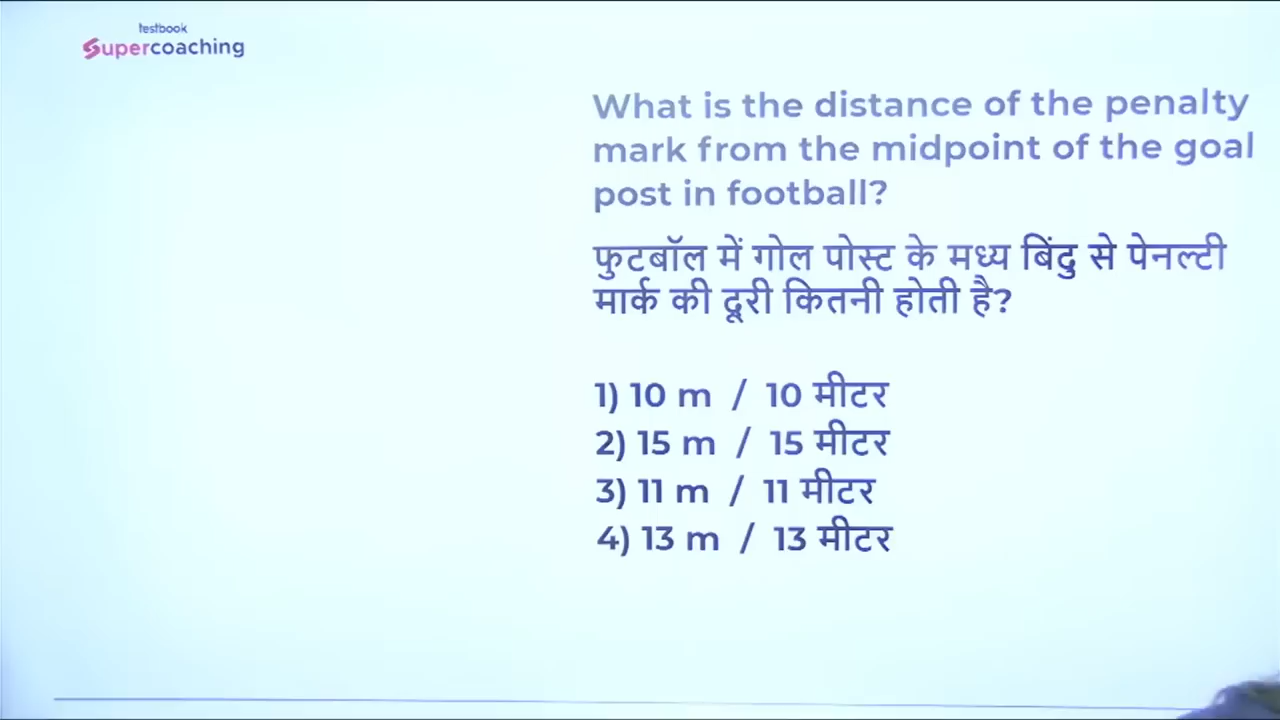 testbook
Supercoaching
What is the distance of the penalty
mark from the midpoint of the goal
post in football?
फुटबॉल में गोल पोस्ट के मध्य बिंदु से पेनल्टी
मार्क की दूरी कितनी होती है?
1) 10 m / 10 मीटर
2) 15 m / 15 मीटर
3) 11 m / 11 मीटर
4) 13 m / 13 मीटर